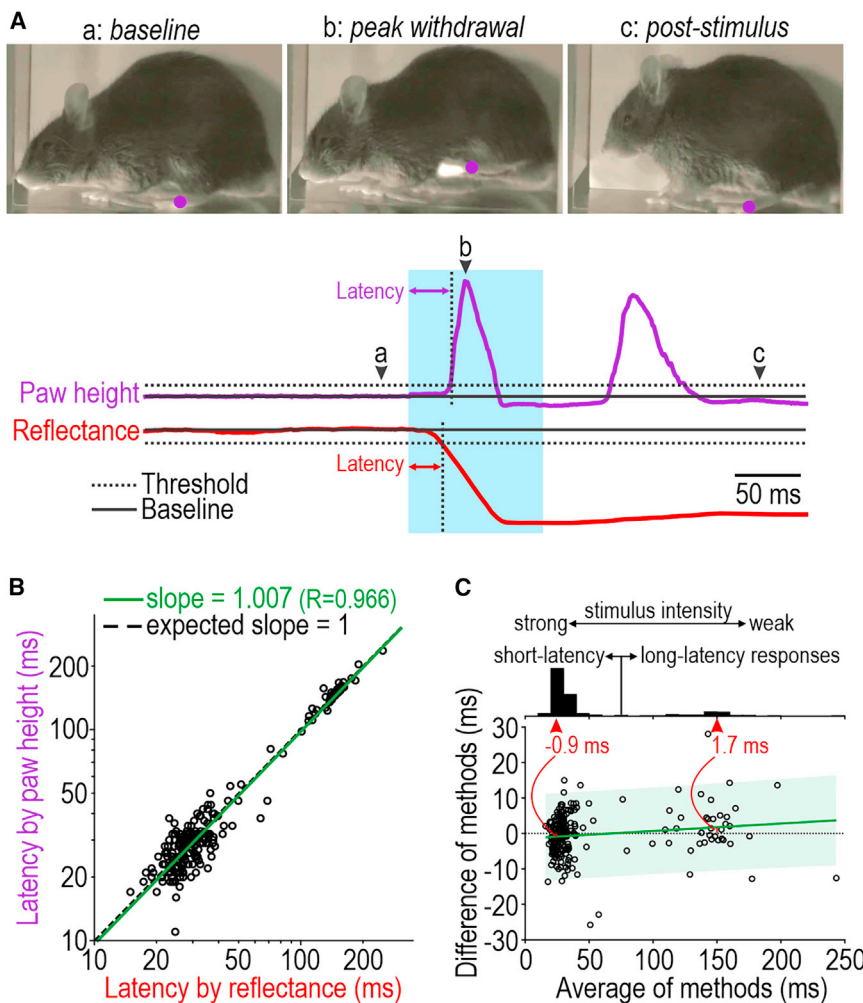 A
a: baseline
b: peak withdrawal
c: post-stimulus
b
Latency
a
c
Paw height
Reflectance
Latency
Threshold
Baseline
50 ms
B
slope = 1.007 (R=0.966)
expected slope = 1
Latency by paw height (ms)
200
100
50
20
10
10 20 50 100 200
Latency by reflectance (ms)
C
stimulus intensity
strong weak
short-latency long-latency responses
Difference of methods (ms)
30
-0.9 ms 1.7 ms
20
10
0
-10
-20
-30
0 50 100 150 200 250
Average of methods (ms)